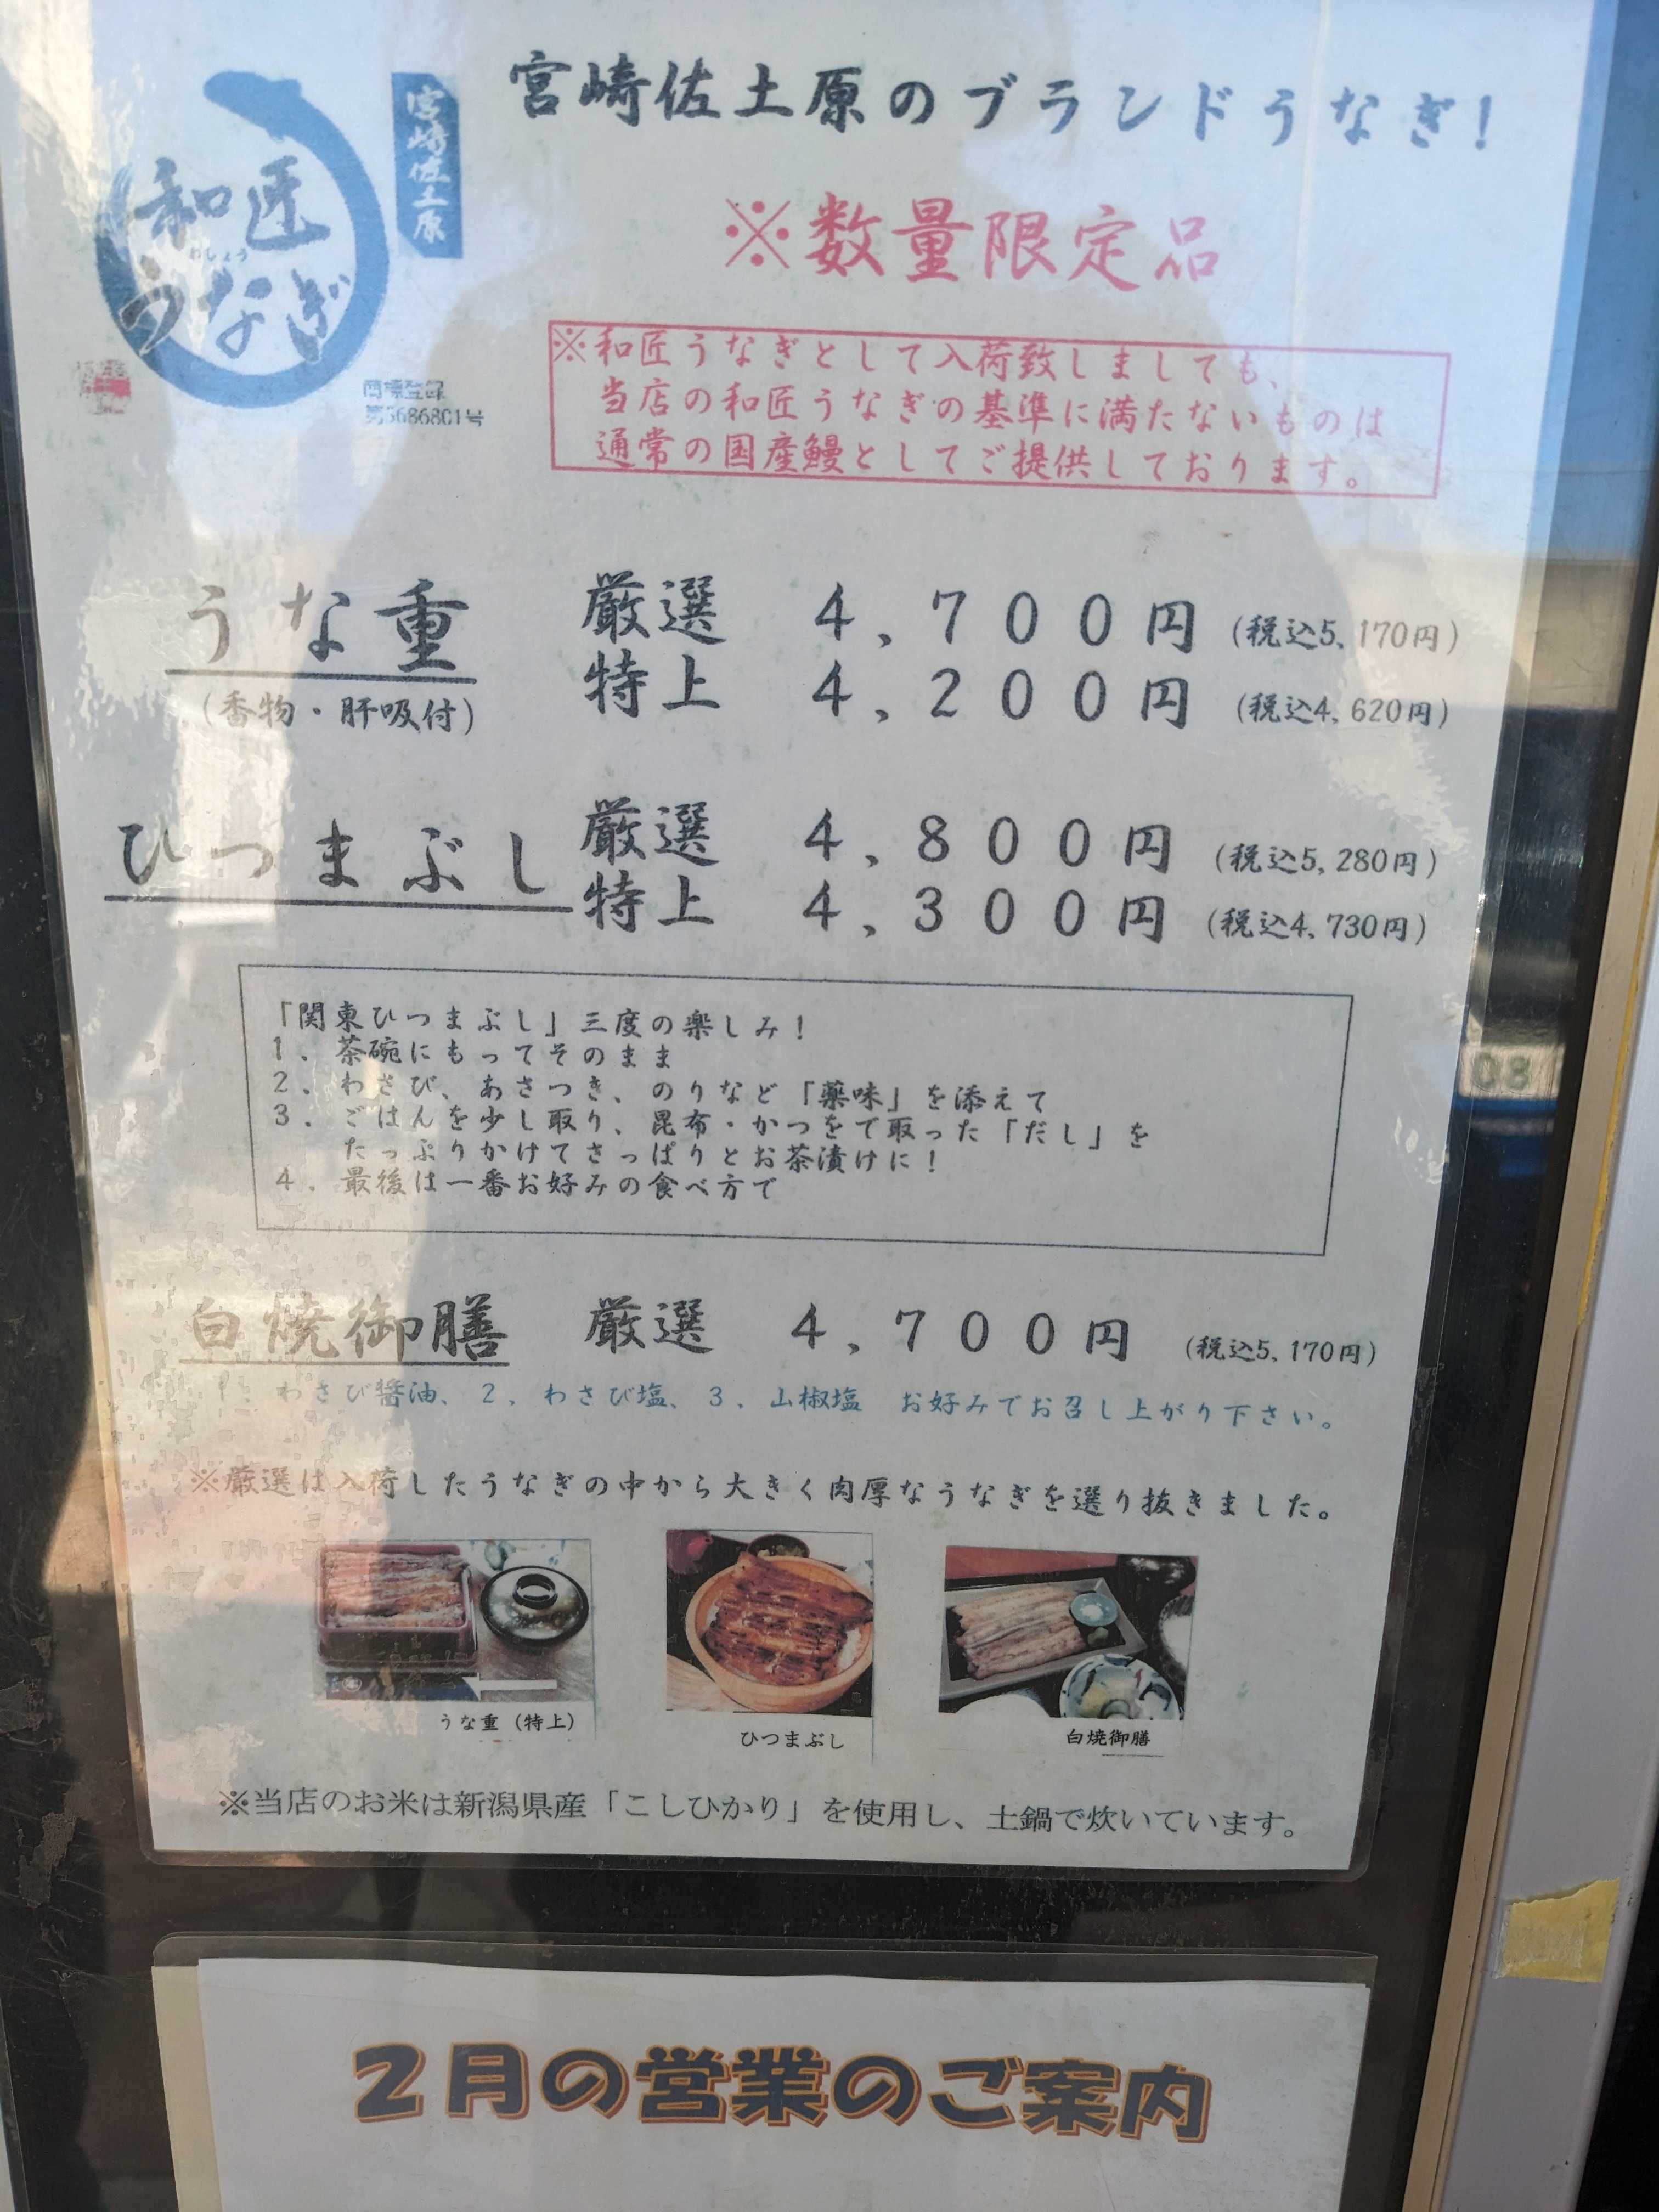 宮崎佐土原のブランドうなぎ!
宮崎佐土原
和匠
わしょう
うなぎ
商標登録
第5686801号
※数量限定品
※和匠うなぎとして入荷致しましても、
当店の和匠うなぎの基準に満たないものは
通常の国産鰻としてご提供しております。
うな重 厳選 4,700円 (税込5,170円)
(香物・肝吸付) 特上 4,200円 (税込4,620円)
ひつまぶし 厳選 4,800円 (税込5,280円)
特上 4,300円 (税込4,730円)
「関東ひつまぶし」三度の楽しみ!
1.茶碗にもってそのまま
2.わさび、あさつき、のりなど「薬味」を添えて
3.ごはんを少し取り、昆布・かつをで取った「だし」を
たっぷりかけてさっぱりとお茶漬けに!
4.最後は一番お好みの食べ方で
白焼御膳 厳選 4,700円 (税込5,170円)
わさび醤油、2.わさび塩、3.山椒塩 お好みでお召し上がり下さい。
※厳選は入荷したうなぎの中から大きく肉厚なうなぎを選り抜きました。
うな重(特上)
ひつまぶし
白焼御膳
※当店のお米は新潟県産「こしひかり」を使用し、土鍋で炊いています。
2月の営業のご案内